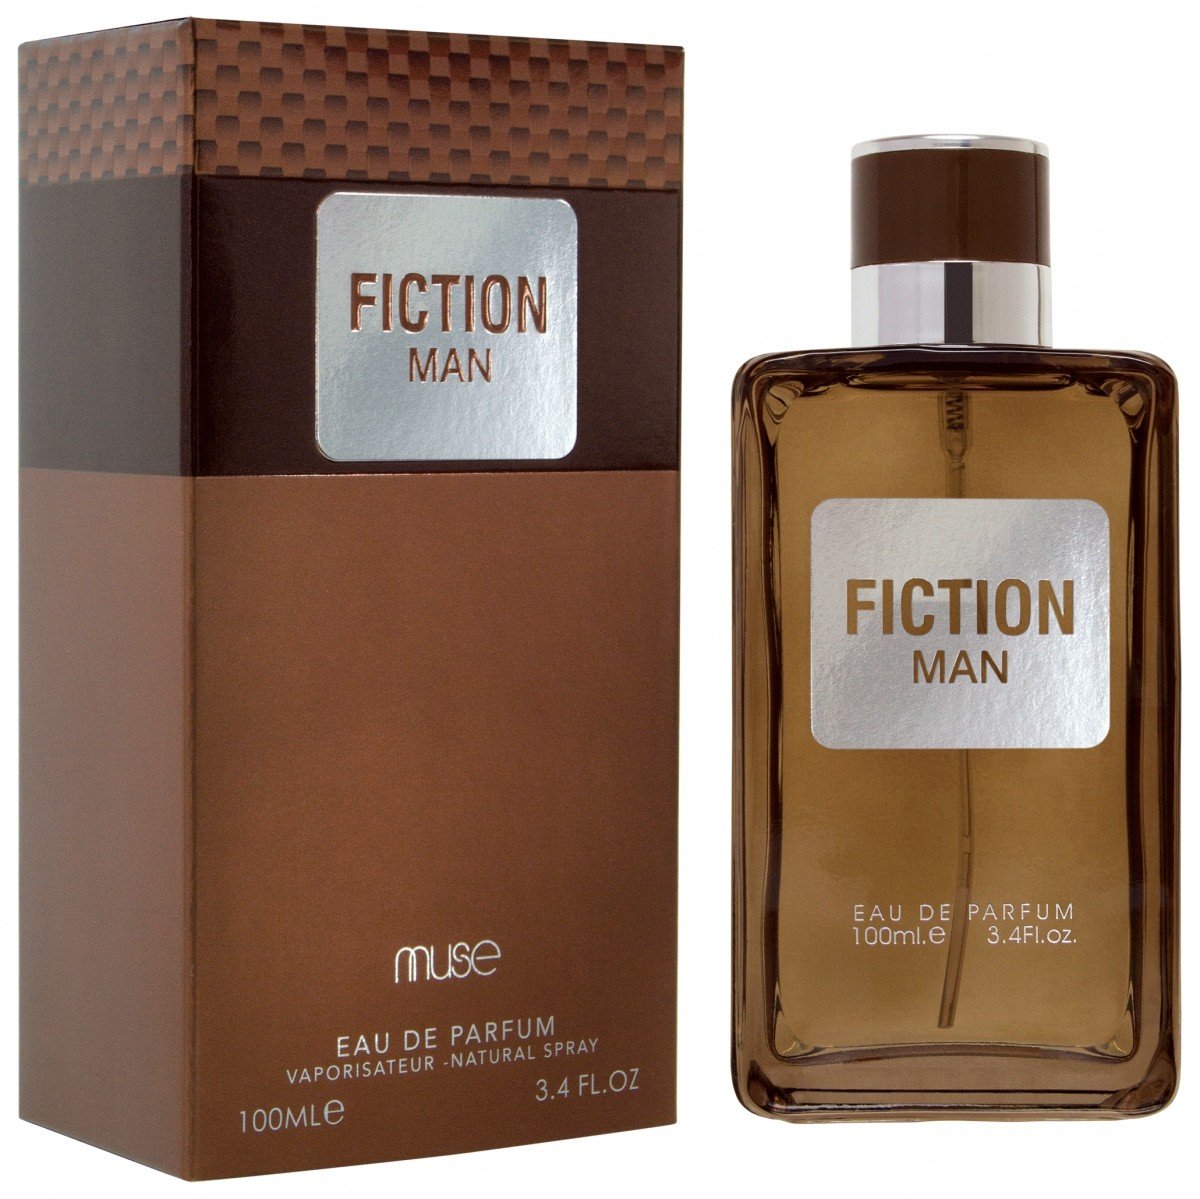 FICTION
MAN
muse
EAU DE PARFUM
VAPORISATEUR -NATURAL SPRAY
100MLe
3.4 FL.OZ
FICTION
MAN
EAU DE PARFUM
100ml.e 3.4Fl.oz.